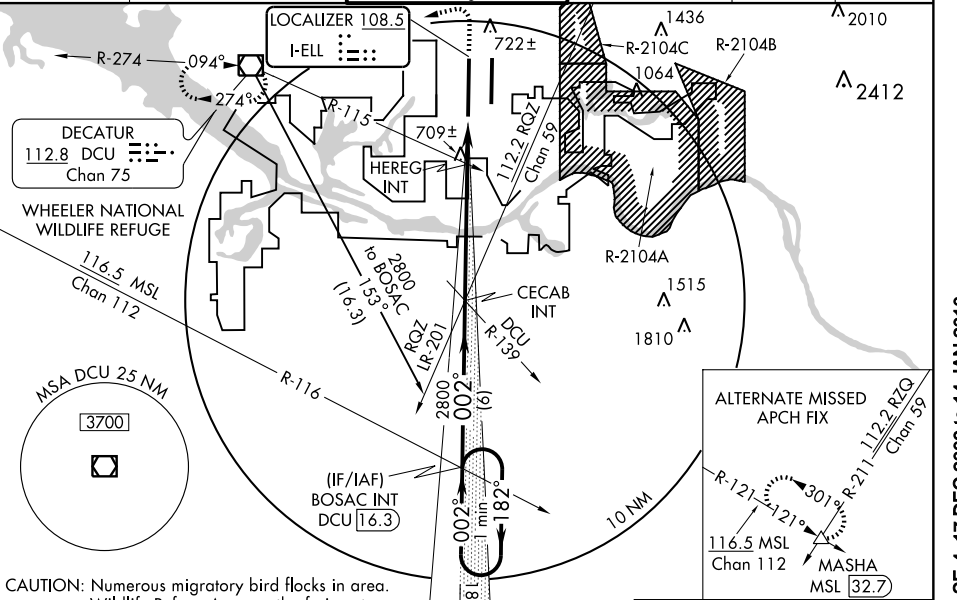 LOCALIZER 108.5
I-ELL
722±
1436
R-2104C
R-2104B
2010
1064
2412
R-274
094°
274°
R-115
DECATUR
112.8 DCU
Chan 75
709±
HEREG
INT
112.2 RQZ
Chan 59
WHEELER NATIONAL
WILDLIFE REFUGE
R-2104A
116.5 MSL
Chan 112
2800
to BOSAC
153°
(16.3)
CECAB
INT
1515
1810
RQZ
LR-201
DCU
R-139
MSA DCU 25 NM
3700
R-116
2800
002°
(6)
(IF/IAF)
BOSAC INT
DCU 16.3
002°
1 min
182°
10 NM
ALTERNATE MISSED
APCH FIX
112.2 RZQ
Chan 59
R-211
R-121
301°
121°
116.5 MSL
Chan 112
MASHA
MSL 32.7
CAUTION: Numerous migratory bird flocks in area.